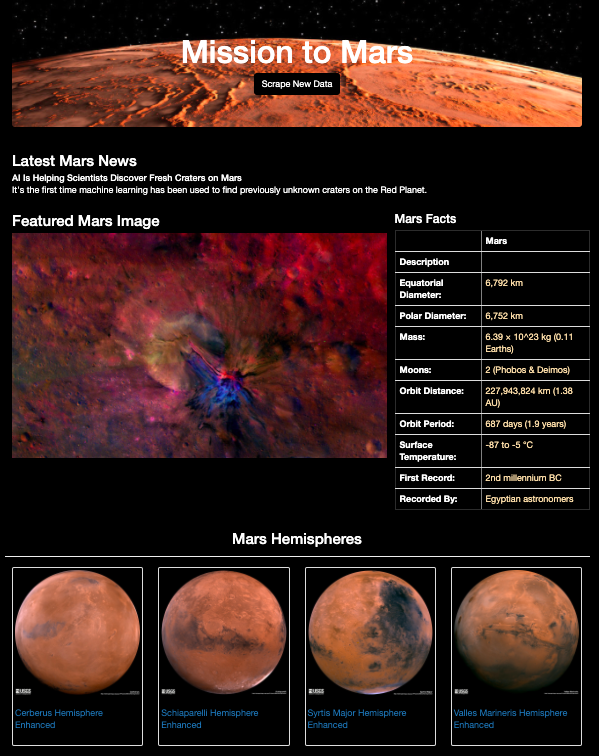 Mission to Mars
Scrape New Data
Latest Mars News
AI Is Helping Scientists Discover Fresh Craters on Mars
It's the first time machine learning has been used to find previously unknown craters on the Red Planet.
Featured Mars Image
Mars Facts
Mars
Description
Equatorial
Diameter:
6,792 km
Polar Diameter:
6,752 km
Mass:
6.39 × 10^23 kg (0.11
Earths)
Moons:
2 (Phobos & Deimos)
Orbit Distance:
227,943,824 km (1.38
AU)
Orbit Period:
687 days (1.9 years)
Surface
Temperature:
-87 to -5 °C
First Record:
2nd millennium BC
Recorded By:
Egyptian astronomers
Mars Hemispheres
USGS
USGS
USGS
USGS
Cerberus Hemisphere
Enhanced
Schiaparelli Hemisphere
Enhanced
Syrtis Major Hemisphere
Enhanced
Valles Marineris Hemisphere
Enhanced